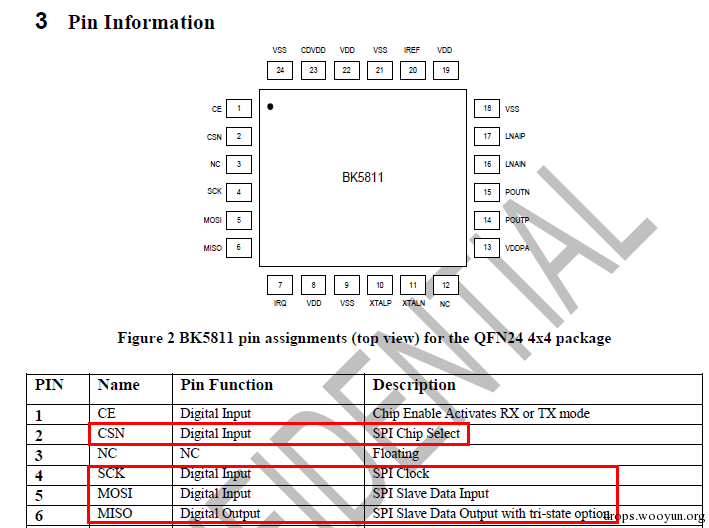 3 Pin Information
VSS CDVDD VDD VSS IREF VDD
24 23 22 21 20 19
CE 1 18 VSS
CSN 2 17 LNAIP
NC 3 16 LNAIN
BK5811
SCK 4 15 POUTN
MOSI 5 14 POUTP
MISO 6 13 VDDPA
7 8 9 10 11 12
IRQ VDD VSS XTALP XTALN NC
Figure 2 BK5811 pin assignments (top view) for the QFN24 4x4 package
PIN Name Pin Function Description
1 CE Digital Input Chip Enable Activates RX or TX mode
2 CSN Digital Input SPI Chip Select
3 NC NC Floating
4 SCK Digital Input SPI Clock
5 MOSI Digital Input SPI Slave Data Input
6 MISO Digital Output SPI Slave Data Output with tri-state option
FIDENTIAL
drops.wooyun.org